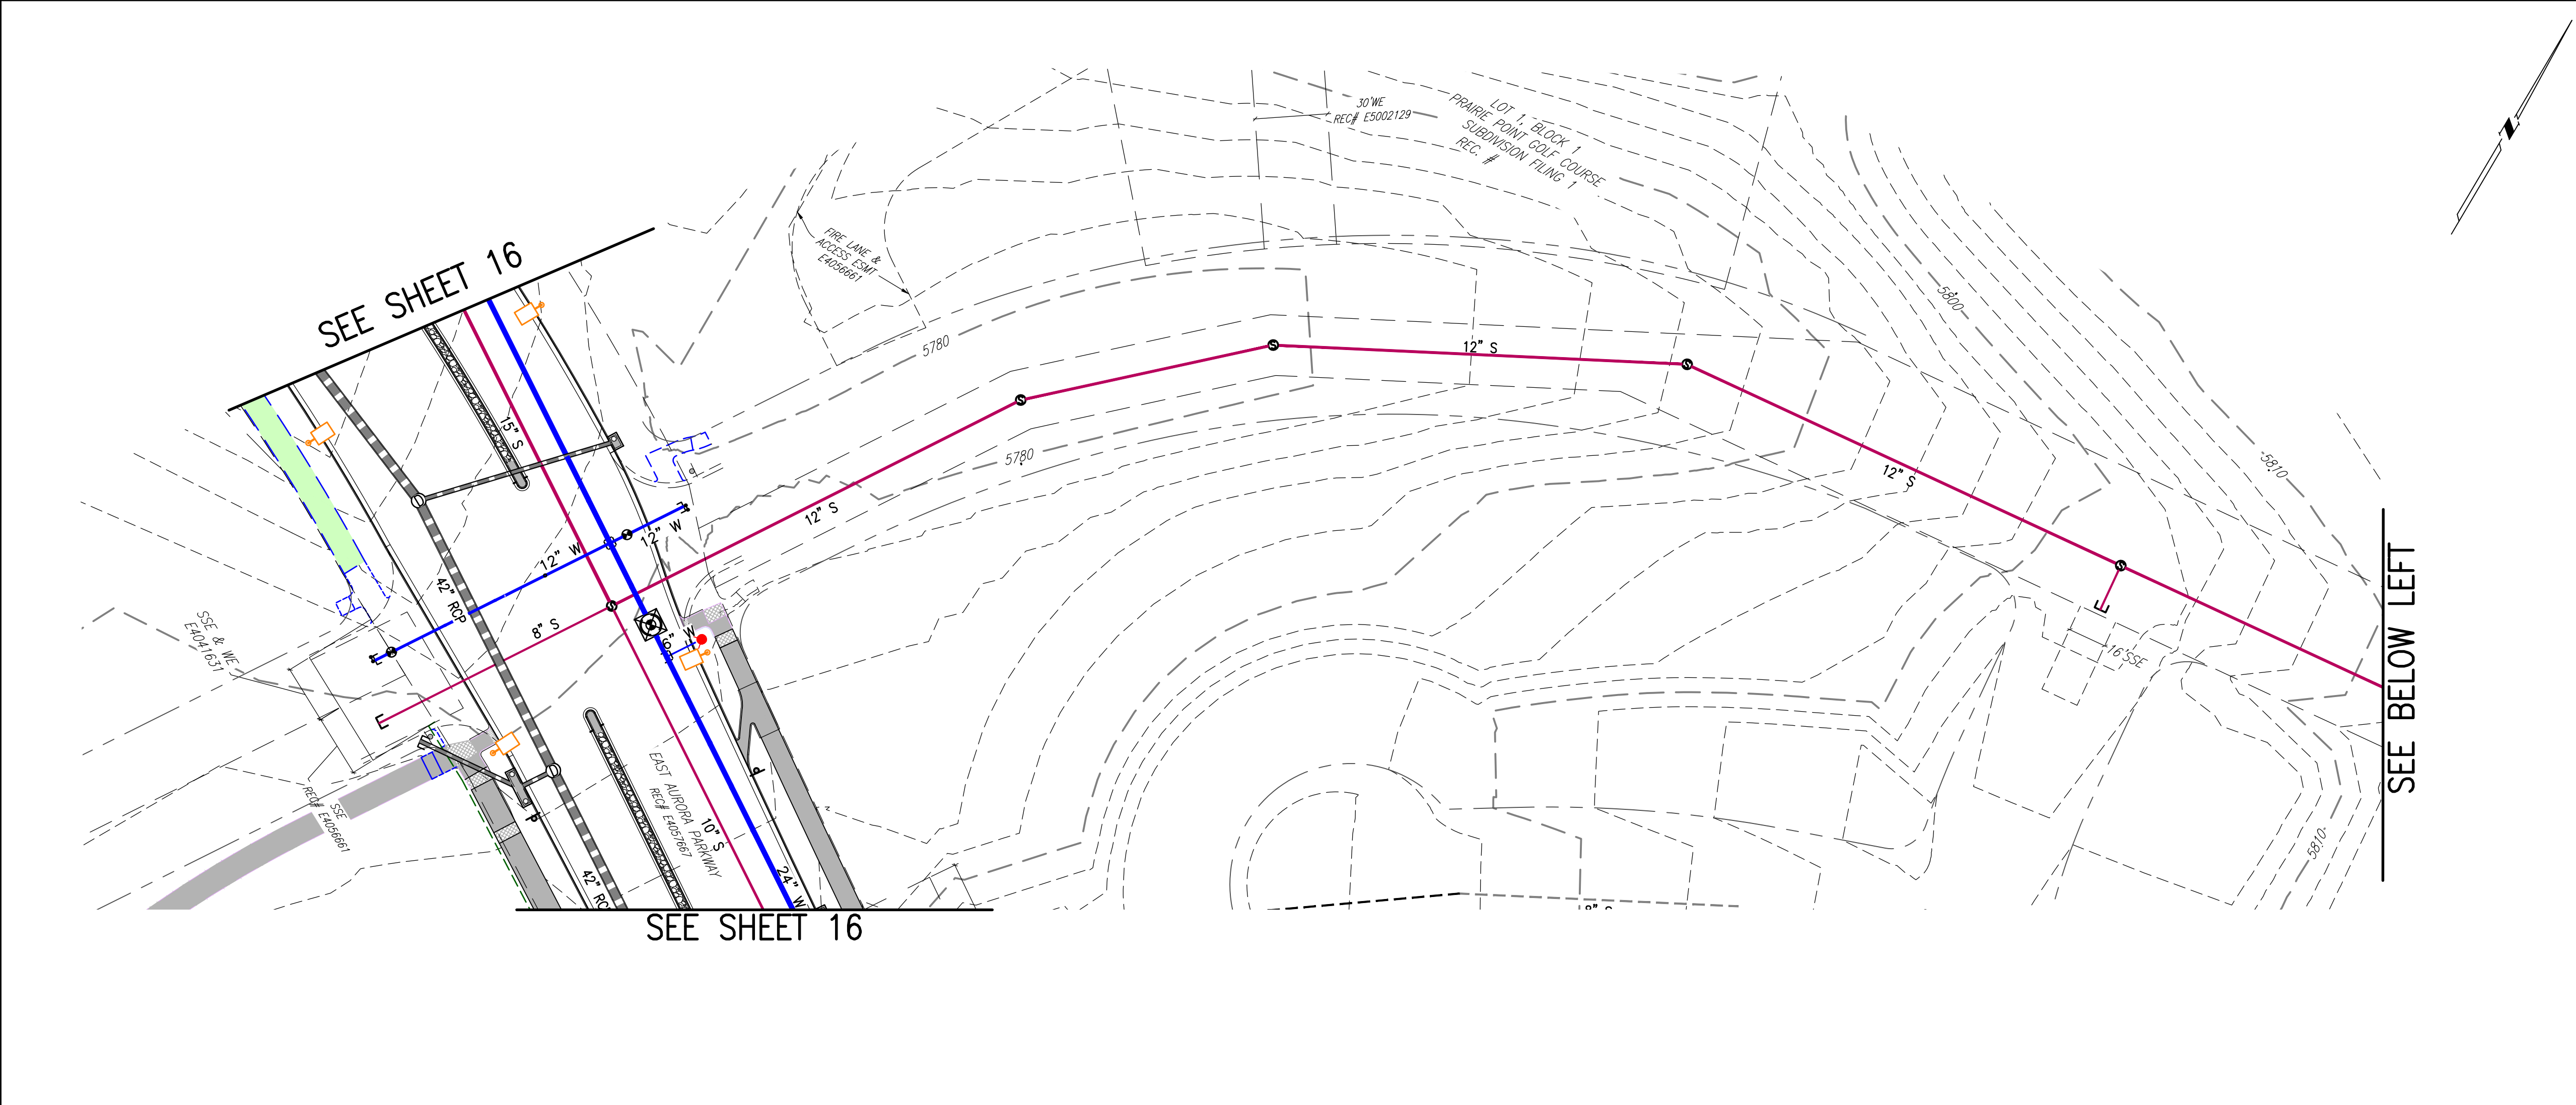 30'WE
REC# E5002129
LOT 1, BLOCK 1
PRAIRIE POINT GOLF COURSE
SUBDIVISION FILING 1
REC. #
FIRE LANE &
ACCESS ESMT
E4056661
SEE SHEET 16
5800
5780
12" S
15" S
5780
5810
12" S
12" S
12" W
12" W
42" RCP
8" S
6" W
SSE & WE
E4041631
16'SSE
SEE BELOW LEFT
EAST AURORA PARKWAY
REC# E4057667
SSE
REC# E4056661
10" S
24" W
42" RC
5810
8" S
SEE SHEET 16